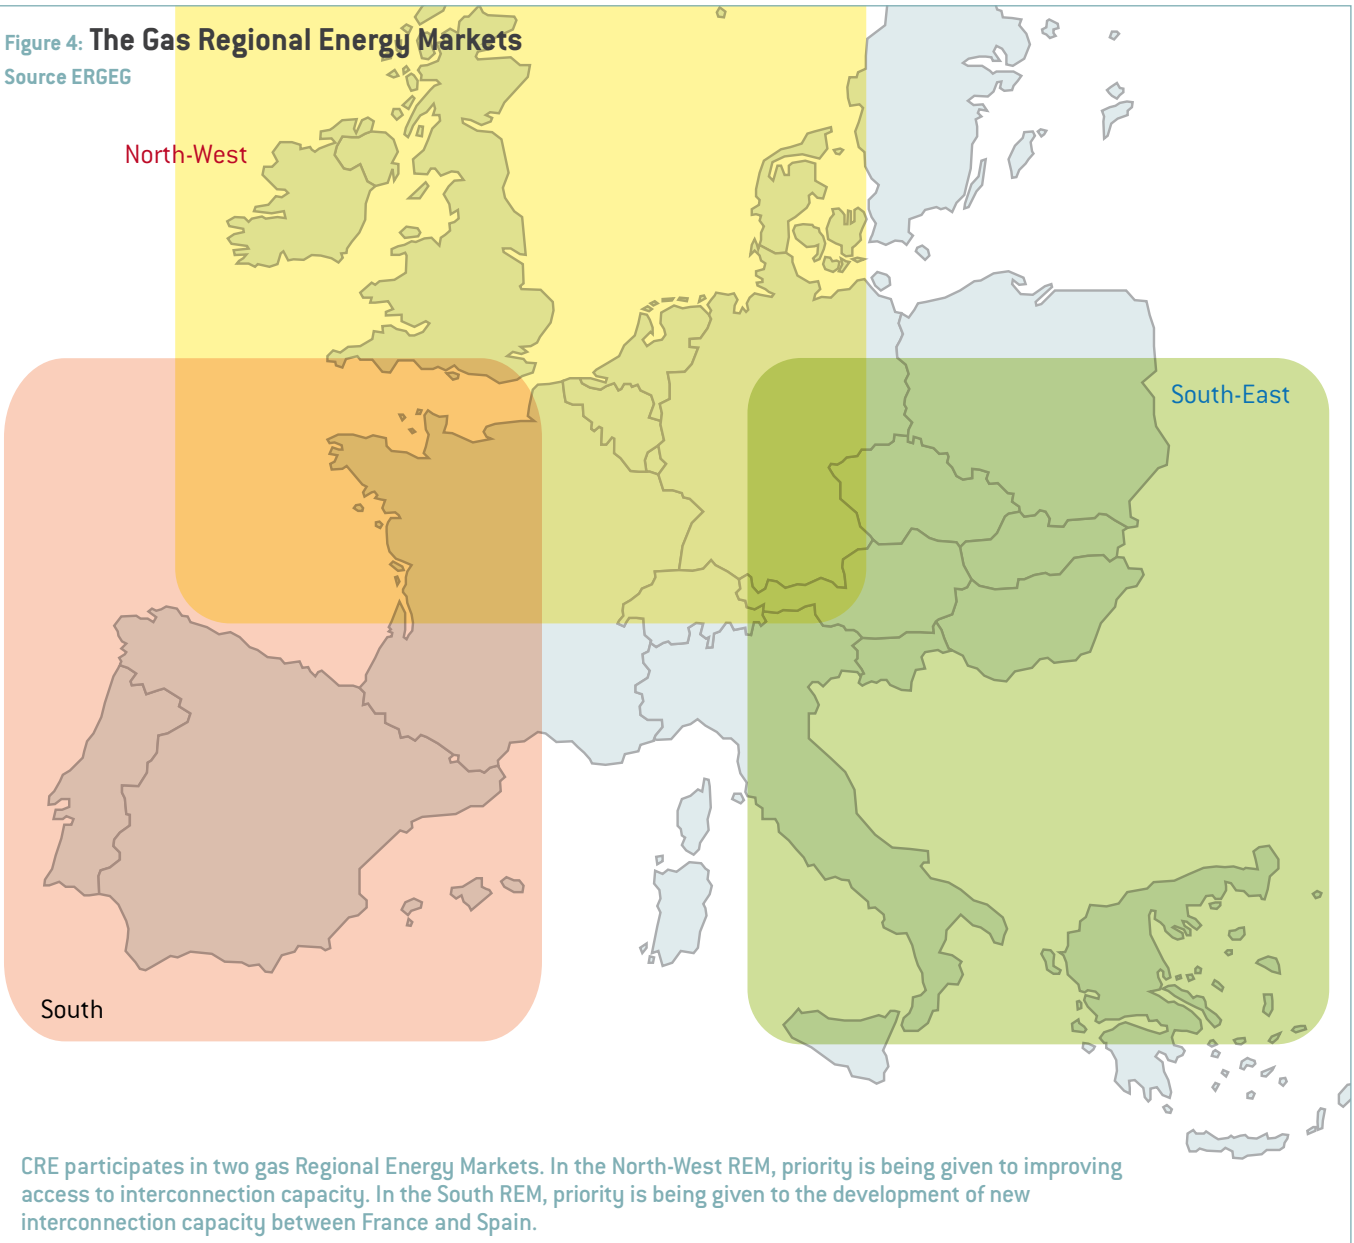 Figure 4: The Gas Regional Energy Markets
Source ERGEG
North-West
South-East
South
CRE participates in two gas Regional Energy Markets. In the North-West REM, priority is being given to improving
access to interconnection capacity. In the South REM, priority is being given to the development of new
interconnection capacity between France and Spain.